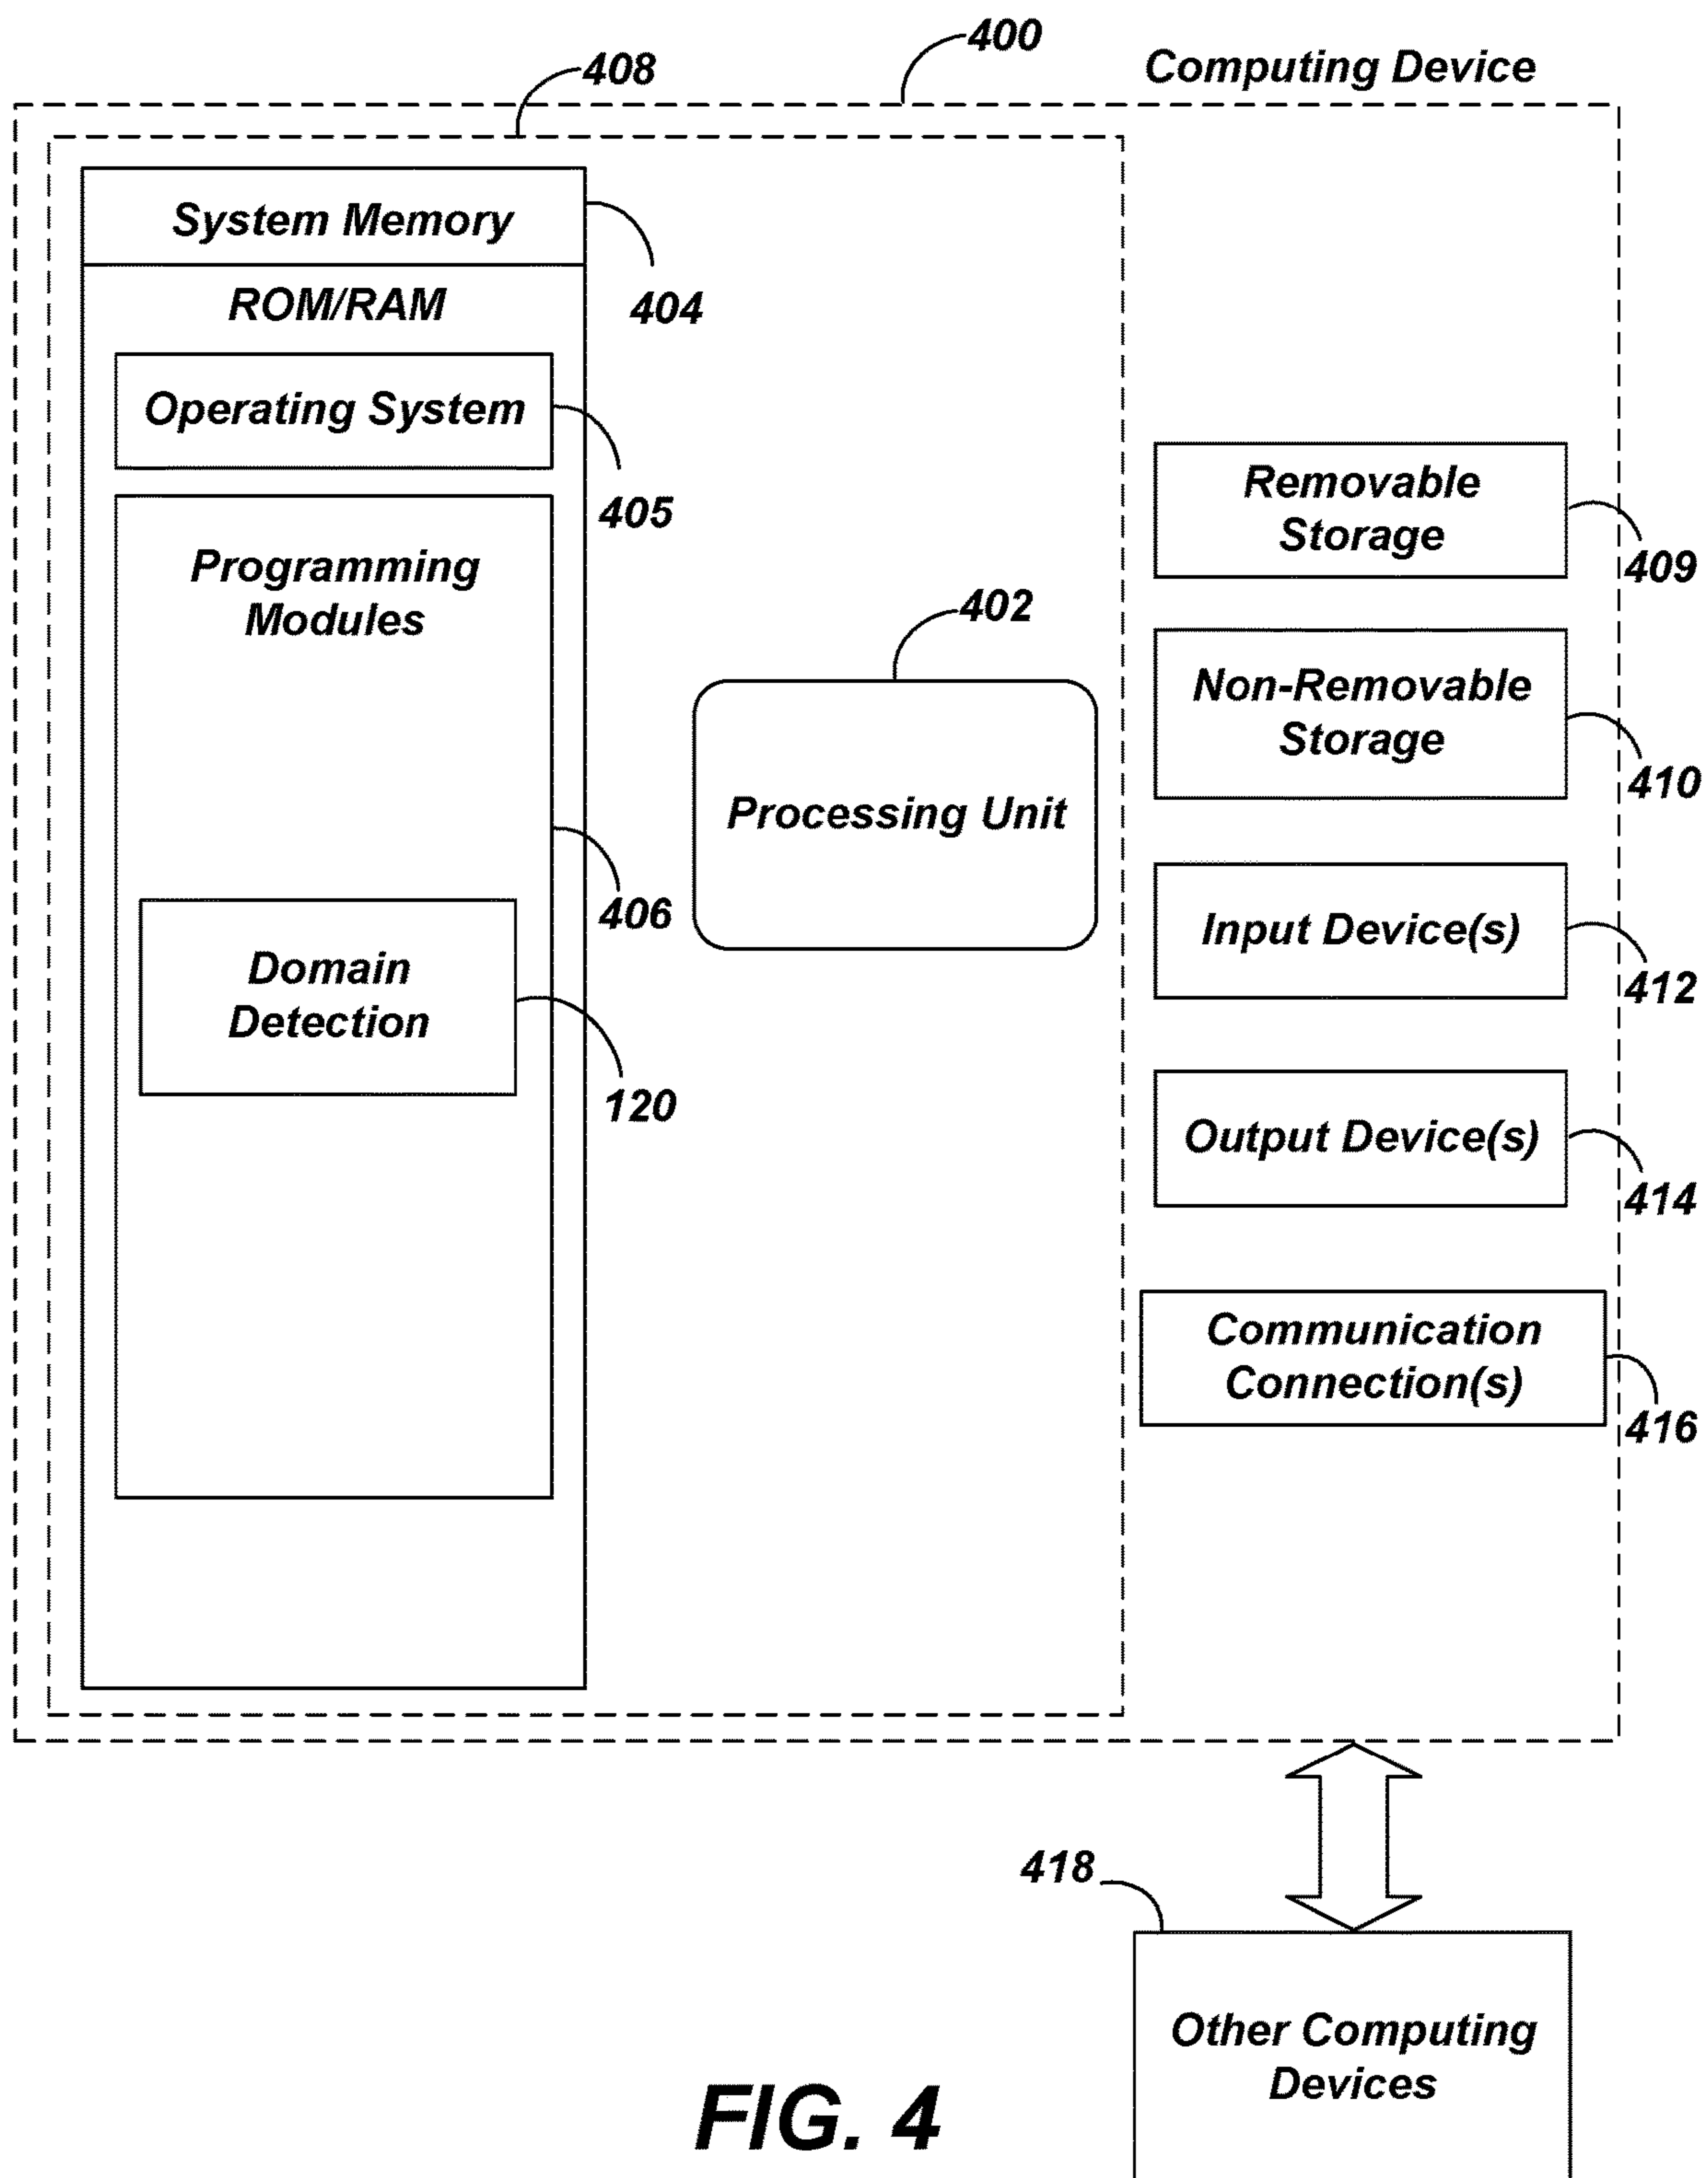 400
Computing Device
408
System Memory
404
ROM/RAM
Operating System
405
Programming
Modules
406
Domain
Detection
120
402
Processing Unit
Removable
Storage
409
Non-Removable
Storage
410
Input Device(s)
412
Output Device(s)
414
Communication
Connection(s)
416
418
Other Computing
Devices
FIG. 4